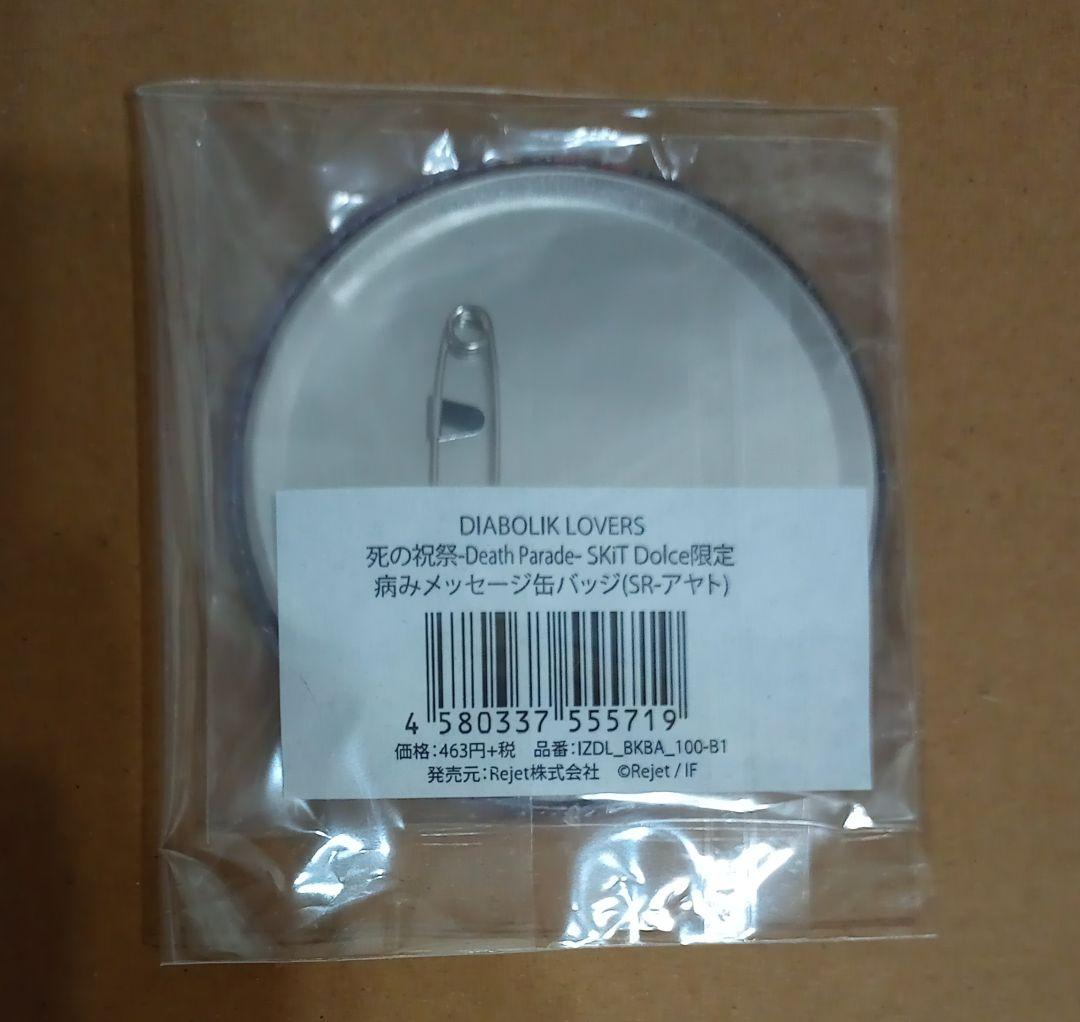 DIABOLIK LOVERS
死の祝祭-Death Parade- SKiT Dolce限定
病みメッセージ缶バッジ(SR-アヤト)
4 580337 555719
価格:463円+税 品番:IZDL_BKBA_100-B1
発売元:Rejet株式会社 ©Rejet / IF